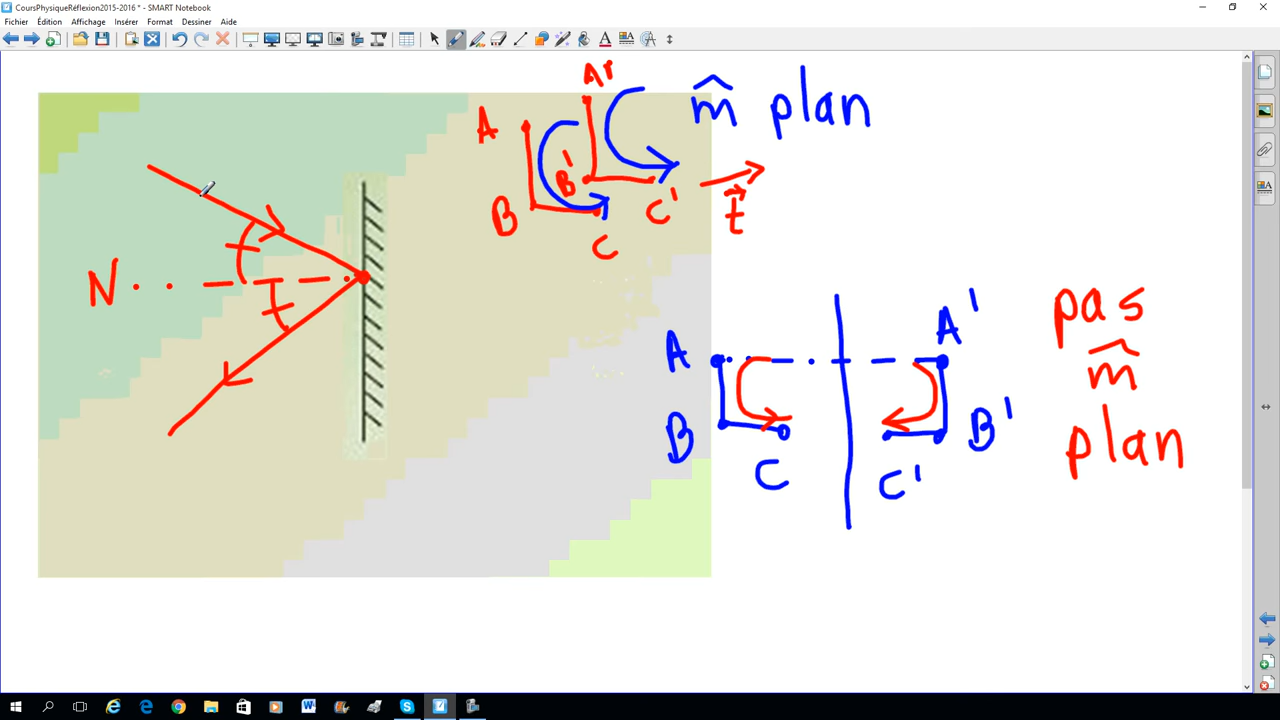 CoursPhysiqueRéflexion2015-2016 * - SMART Notebook
Fichier Édition Affichage Insérer Format Dessiner Aide
A'
m̂ plan
A
B'
B
C'
t⃗
C
N
pas
m̂
plan
A
A'
B
B'
C
C'